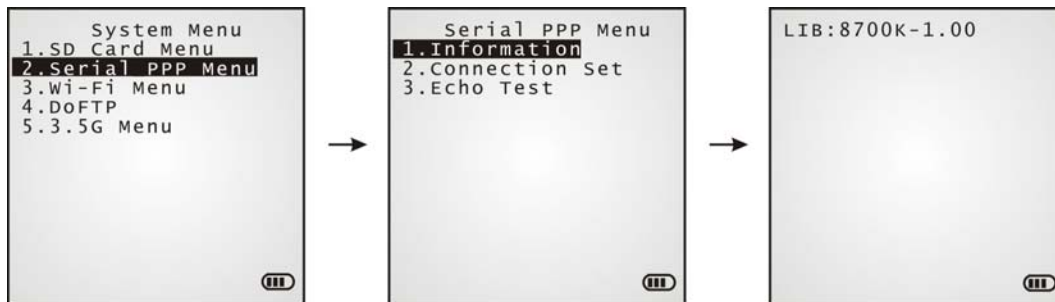 System Menu
1.SD Card Menu
2.Serial PPP Menu
3.Wi-Fi Menu
4.DoFTP
5.3.5G Menu
Serial PPP Menu
1.Information
2.Connection Set
3.Echo Test
LIB:8700K-1.00